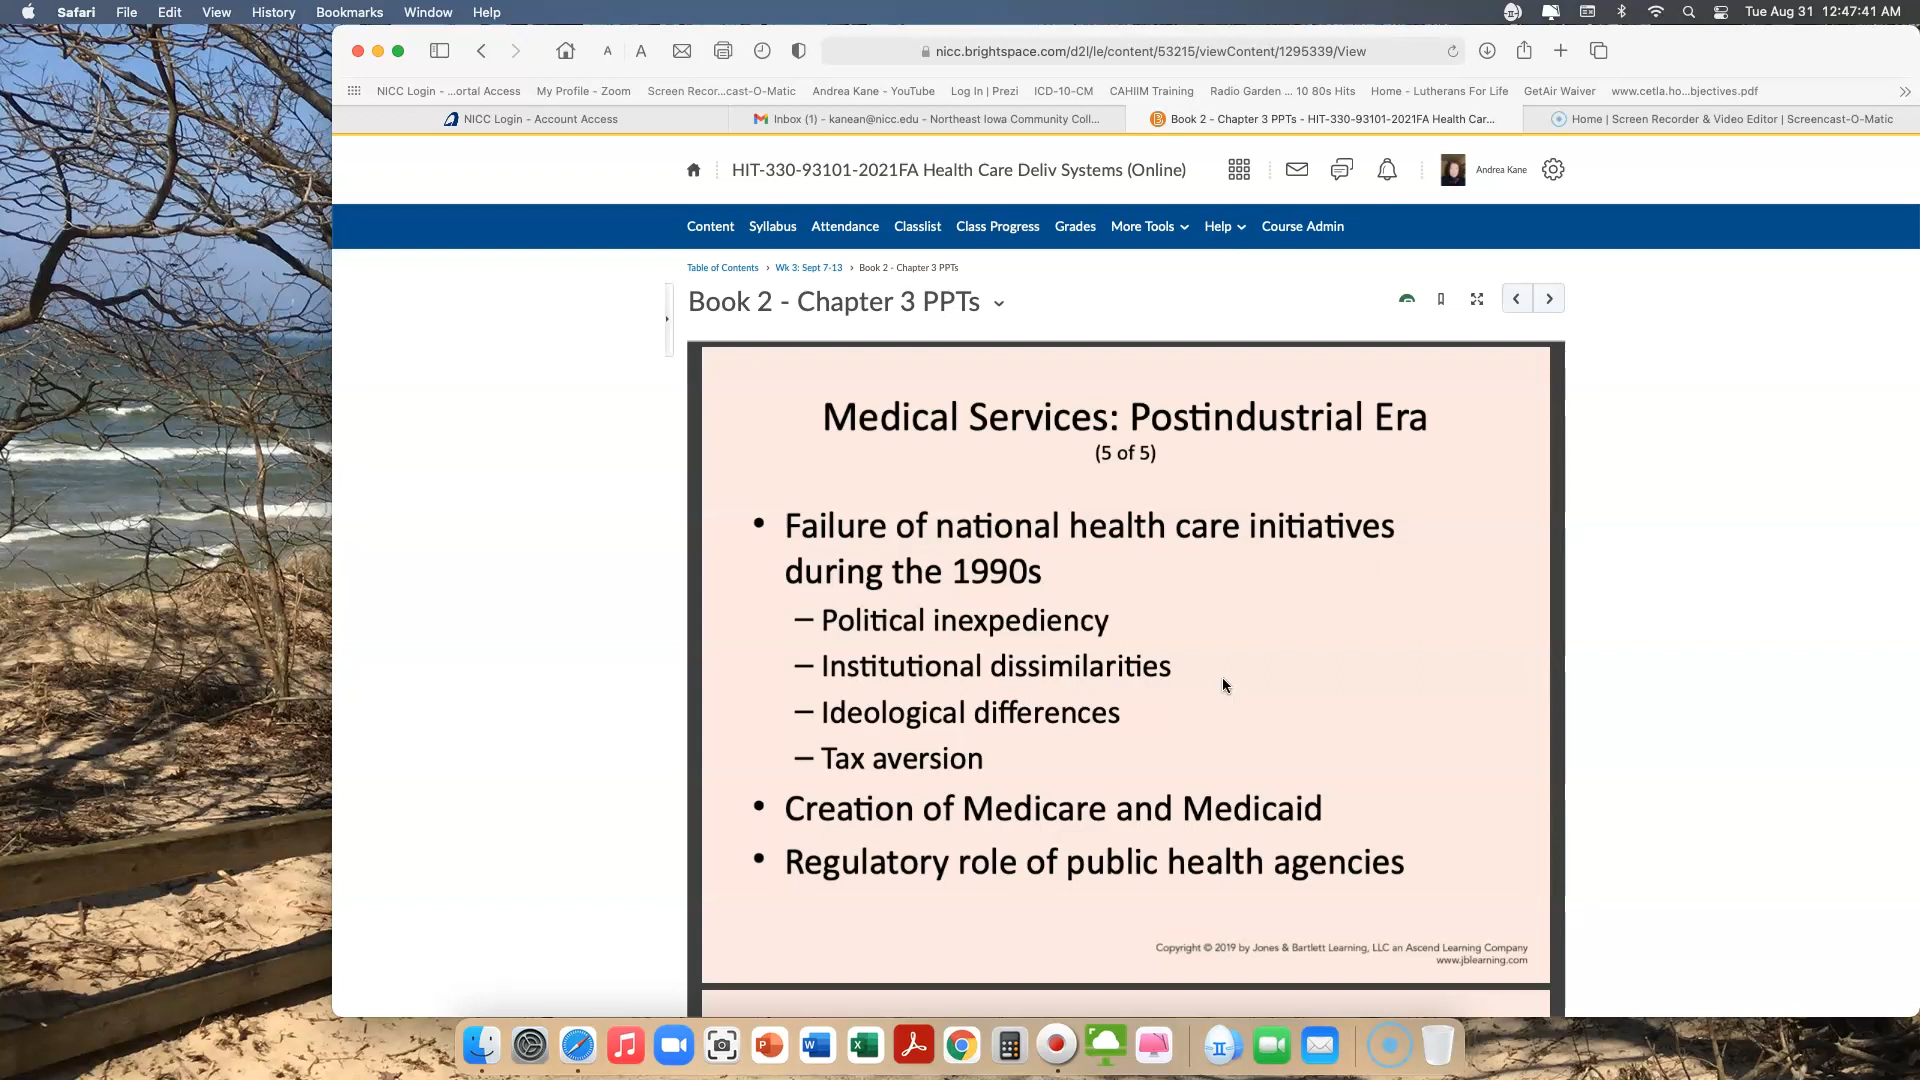 Safari File Edit View History Bookmarks Window Help Tue Aug 31 12:47:41 AM
A A nicc.brightspace.com/d2l/le/content/53215/viewContent/1295339/View
NICC Login - ...ortal Access My Profile - Zoom Screen Recor...cast-O-Matic Andrea Kane - YouTube Log In | Prezi ICD-10-CM CAHIIM Training Radio Garden ... 10 80s Hits Home - Lutherans For Life GetAir Waiver www.cetla.ho...bjectives.pdf
NICC Login - Account Access Inbox (1) - kanean@nicc.edu - Northeast Iowa Community Coll... Book 2 - Chapter 3 PPTs - HIT-330-93101-2021FA Health Car... Home | Screen Recorder & Video Editor | Screencast-O-Matic
HIT-330-93101-2021FA Health Care Deliv Systems (Online) Andrea Kane
Content Syllabus Attendance Classlist Class Progress Grades More Tools Help Course Admin
Table of Contents › Wk 3: Sept 7-13 › Book 2 - Chapter 3 PPTs
Book 2 - Chapter 3 PPTs
Medical Services: Postindustrial Era
(5 of 5)
• Failure of national health care initiatives
during the 1990s
– Political inexpediency
– Institutional dissimilarities
– Ideological differences
– Tax aversion
• Creation of Medicare and Medicaid
• Regulatory role of public health agencies
Copyright © 2019 by Jones & Bartlett Learning, LLC an Ascend Learning Company
www.jblearning.com